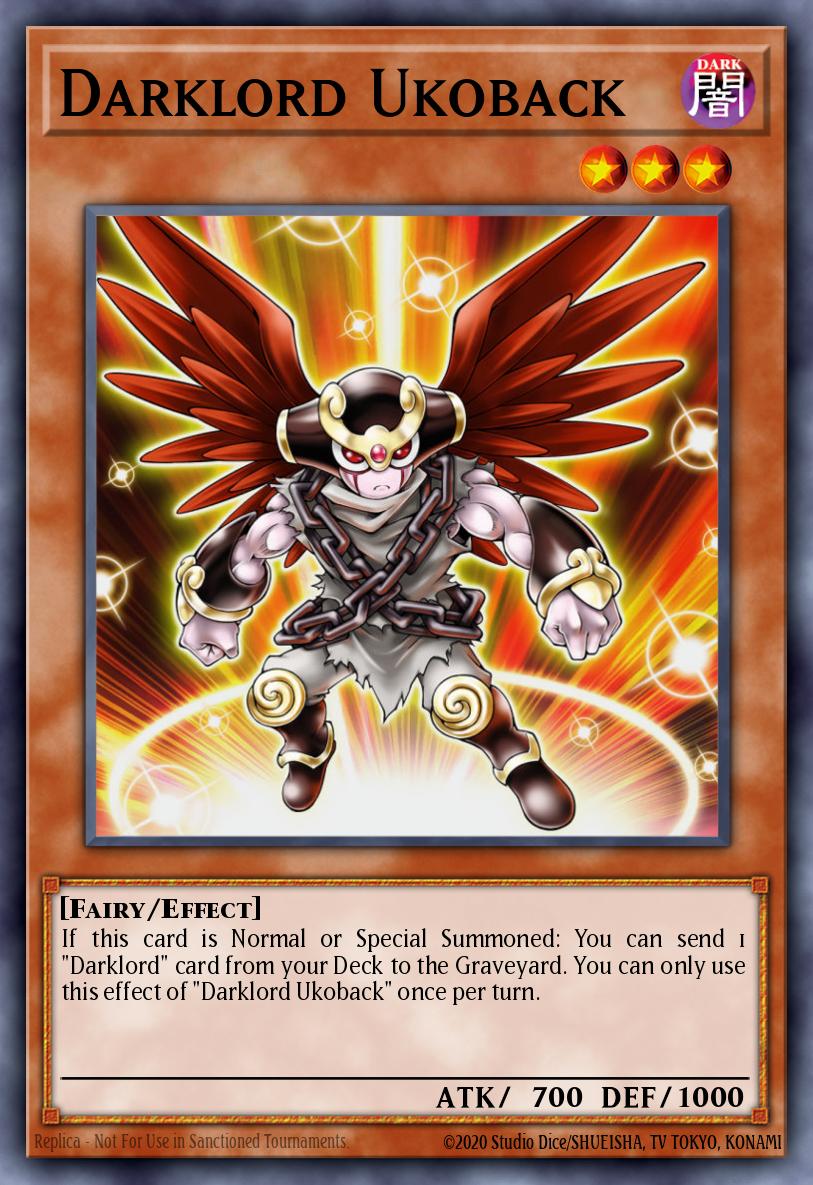 Darklord Ukoback
DARK
闇
[Fairy/Effect]
If this card is Normal or Special Summoned: You can send 1
"Darklord" card from your Deck to the Graveyard. You can only use
this effect of "Darklord Ukoback" once per turn.
ATK/ 700 DEF/1000
Replica - Not For Use in Sanctioned Tournaments.
©2020 Studio Dice/SHUEISHA, TV TOKYO, KONAMI